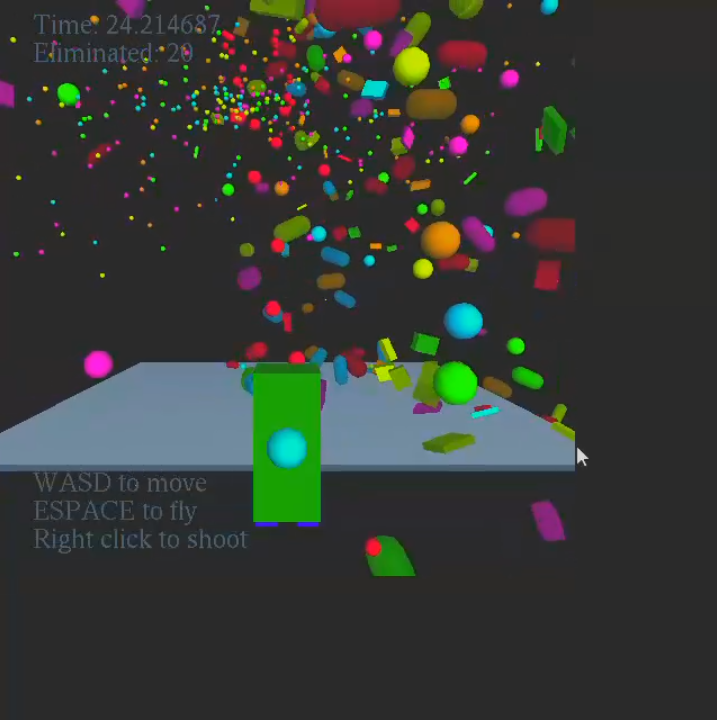 Time: 24.214687
Eliminated: 20
WASD to move
ESPACE to fly
Right click to shoot